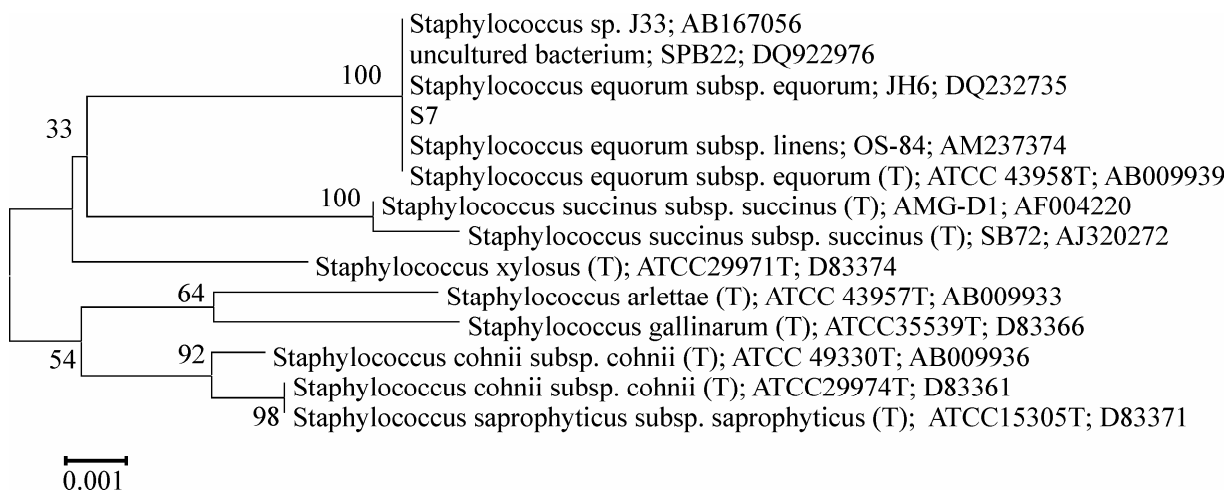 Staphylococcus sp. J33; AB167056
uncultured bacterium; SPB22; DQ922976
100
Staphylococcus equorum subsp. equorum; JH6; DQ232735
S7
33
Staphylococcus equorum subsp. linens; OS-84; AM237374
Staphylococcus equorum subsp. equorum (T); ATCC 43958T; AB009939
100
Staphylococcus succinus subsp. succinus (T); AMG-D1; AF004220
Staphylococcus succinus subsp. succinus (T); SB72; AJ320272
Staphylococcus xylosus (T); ATCC29971T; D83374
64
Staphylococcus arlettae (T); ATCC 43957T; AB009933
Staphylococcus gallinarum (T); ATCC35539T; D83366
54
92
Staphylococcus cohnii subsp. cohnii (T); ATCC 49330T; AB009936
Staphylococcus cohnii subsp. cohnii (T); ATCC29974T; D83361
98
Staphylococcus saprophyticus subsp. saprophyticus (T); ATCC15305T; D83371
0.001